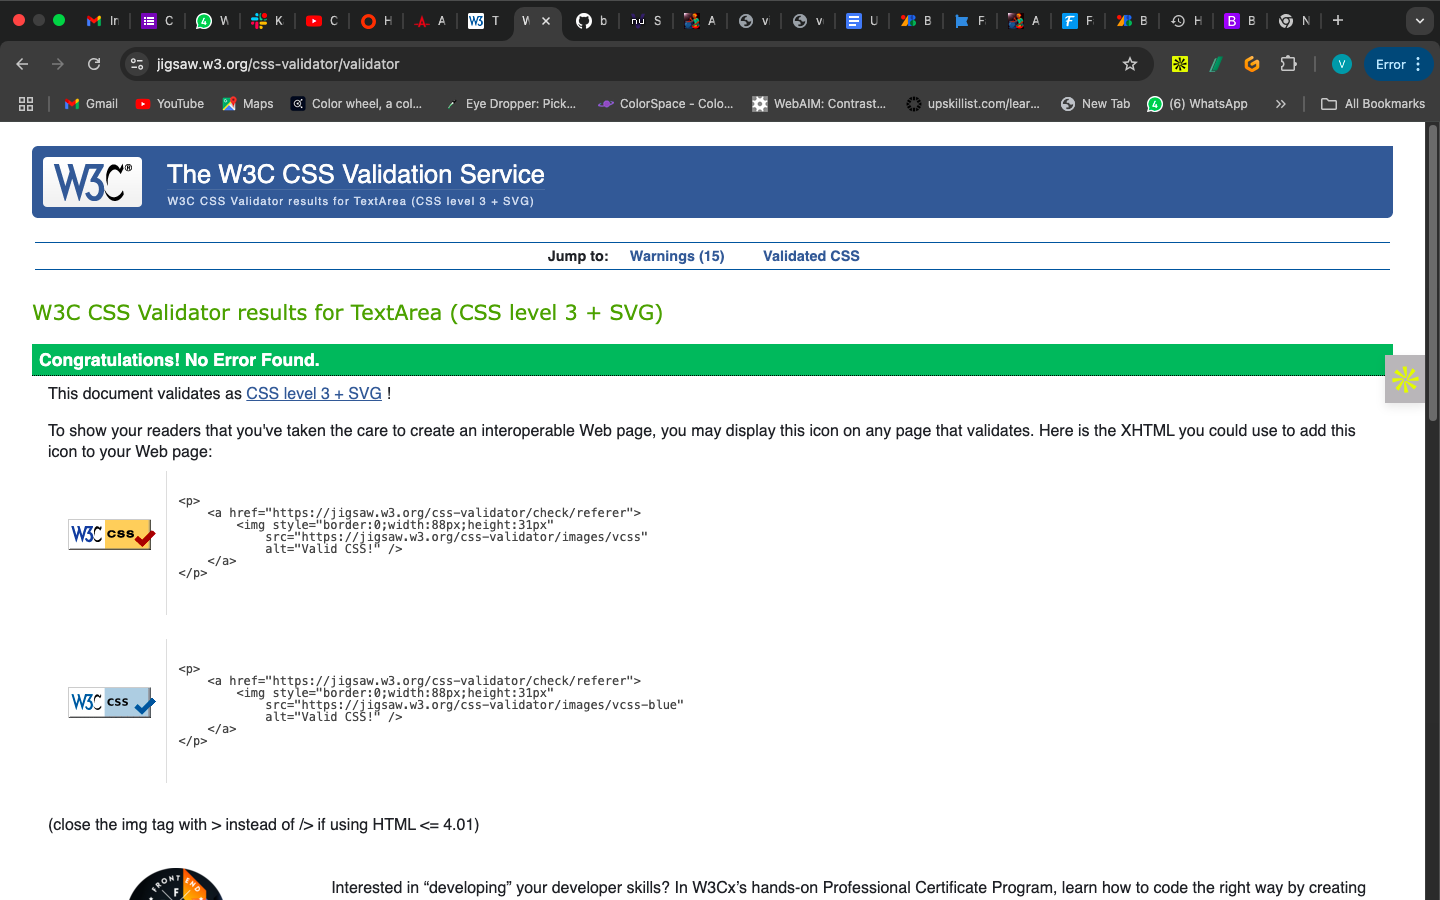 In
C
W
K
C
H
A
T
W
b
S
A
v
v
U
B
F
A
F
B
H
B
N
jigsaw.w3.org/css-validator/validator
V
Error
Gmail
YouTube
Maps
Color wheel, a col...
Eye Dropper: Pick...
ColorSpace - Colo...
WebAIM: Contrast...
upskillist.com/lear...
New Tab
(6) WhatsApp
All Bookmarks
W3C®
The W3C CSS Validation Service
W3C CSS Validator results for TextArea (CSS level 3 + SVG)
Jump to: Warnings (15) Validated CSS
W3C CSS Validator results for TextArea (CSS level 3 + SVG)
Congratulations! No Error Found.
This document validates as CSS level 3 + SVG !
To show your readers that you've taken the care to create an interoperable Web page, you may display this icon on any page that validates. Here is the XHTML you could use to add this
icon to your Web page:
W3C css
<p>
<a href="https://jigsaw.w3.org/css-validator/check/referer">
<img style="border:0;width:88px;height:31px"
src="https://jigsaw.w3.org/css-validator/images/vcss"
alt="Valid CSS!" />
</a>
</p>
W3C css
<p>
<a href="https://jigsaw.w3.org/css-validator/check/referer">
<img style="border:0;width:88px;height:31px"
src="https://jigsaw.w3.org/css-validator/images/vcss-blue"
alt="Valid CSS!" />
</a>
</p>
(close the img tag with > instead of /> if using HTML <= 4.01)
FRONT END
F
Interested in “developing” your developer skills? In W3Cx’s hands-on Professional Certificate Program, learn how to code the right way by creating